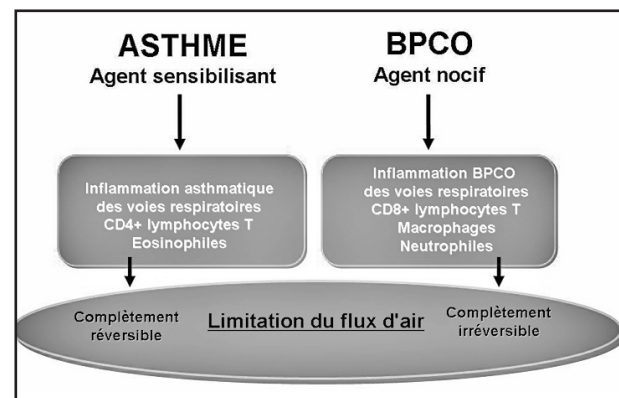 ASTHME
Agent sensibilisant
BPCO
Agent nocif
Inflammation asthmatique
des voies respiratoires
CD4+ lymphocytes T
Eosinophiles
Inflammation BPCO
des voies respiratoires
CD8+ lymphocytes T
Macrophages
Neutrophiles
Complètement
réversible
Limitation du flux d'air
Complètement
irréversible